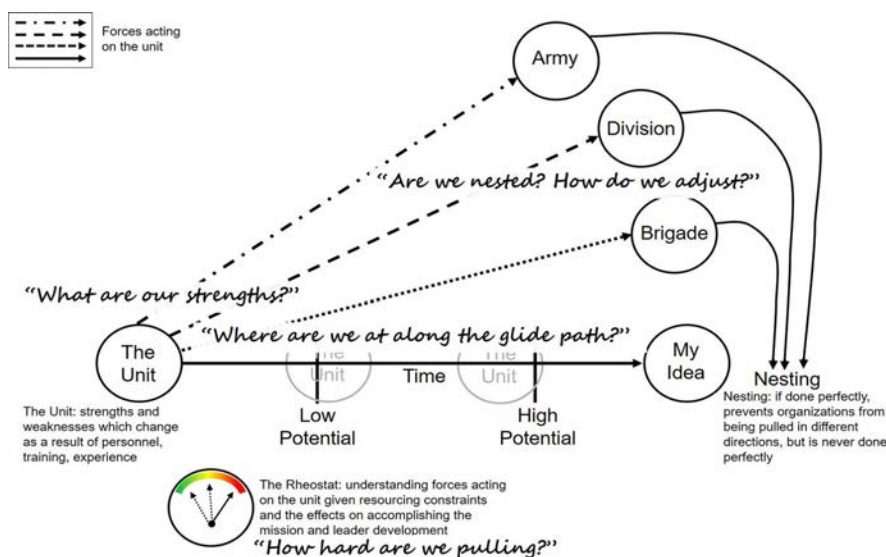 Forces acting
on the unit
Army
Division
"Are we nested? How do we adjust?"
Brigade
"What are our strengths?"
"Where are we at along the glide path?"
The
Unit
The
Unit
The
Unit
Time
My
Idea
Low
Potential
High
Potential
Nesting
Nesting: if done perfectly,
prevents organizations from
being pulled in different
directions, but is never done
perfectly
The Unit: strengths and
weaknesses which change
as a result of personnel,
training, experience
The Rheostat: understanding forces acting
on the unit given resourcing constraints
and the effects on accomplishing the
mission and leader development
"How hard are we pulling?"